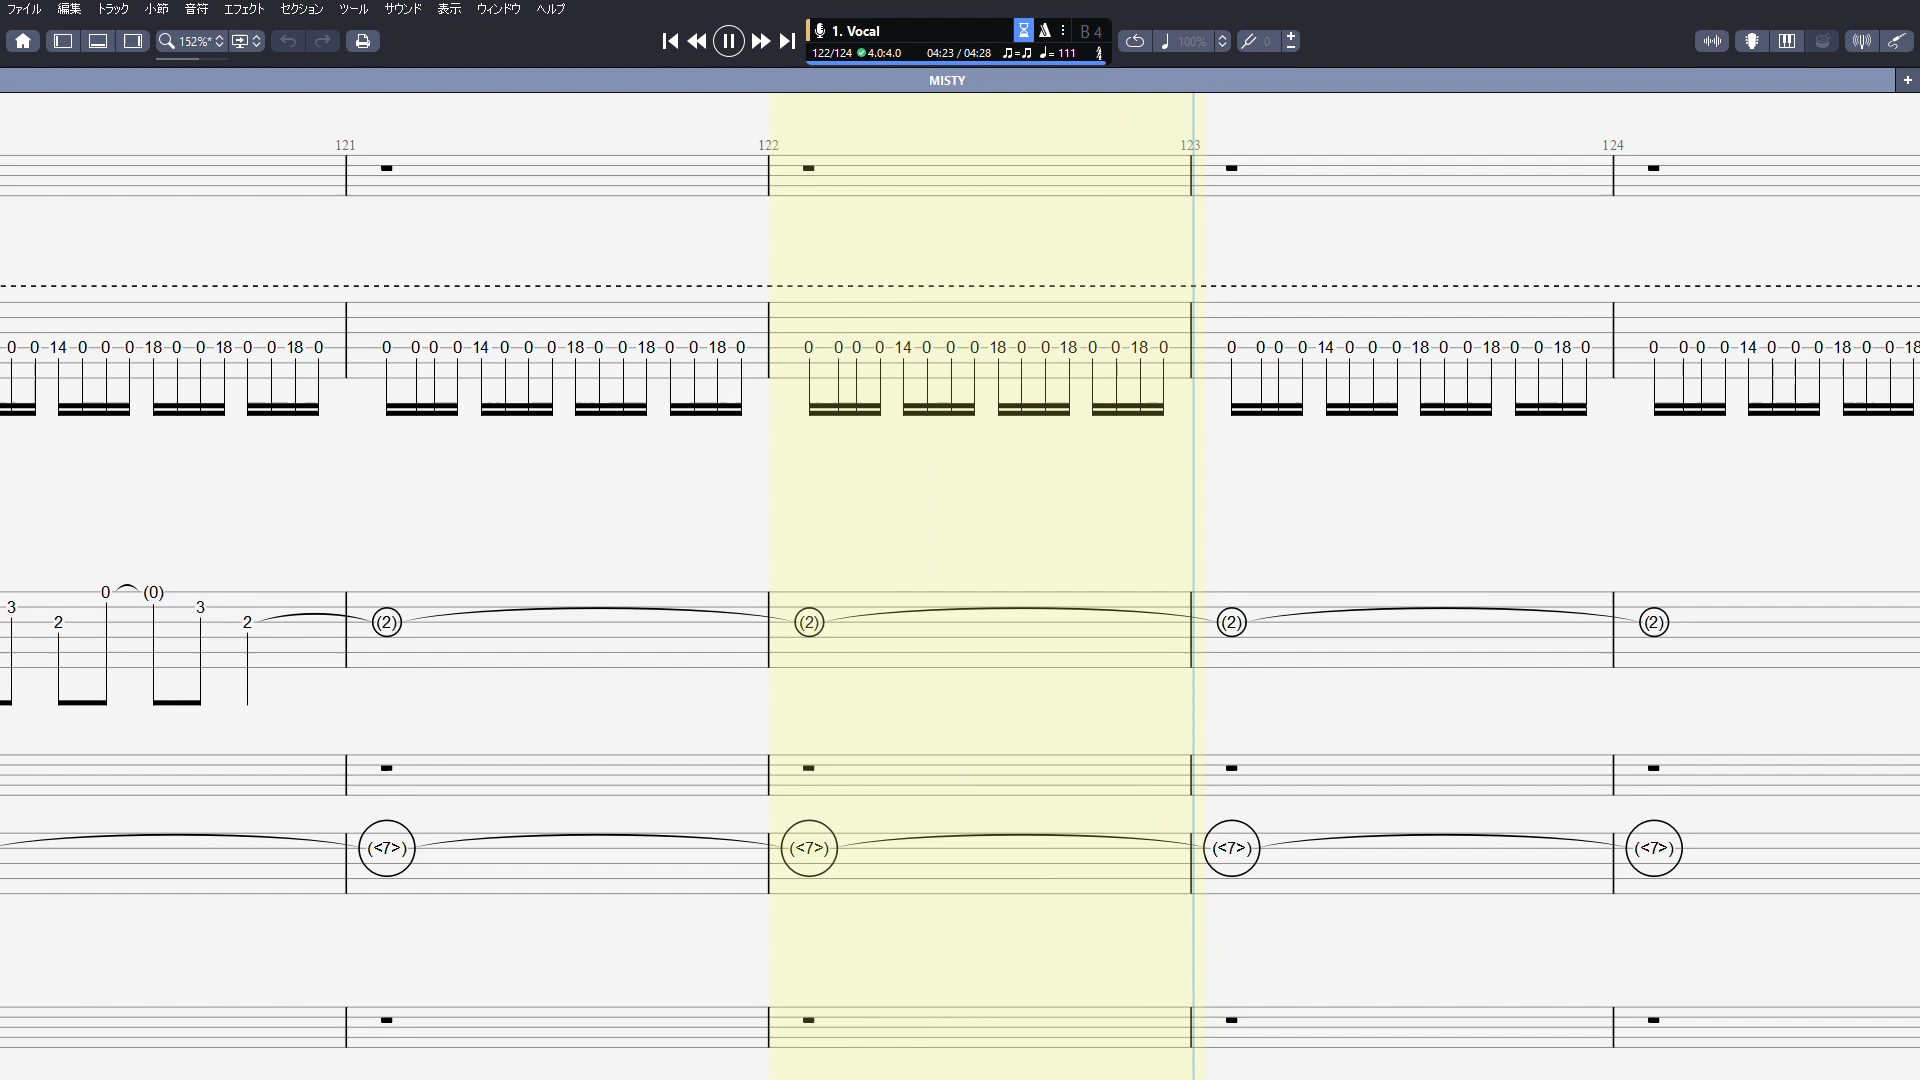 ファイル 編集 トラック 小節 音符 エフェクト セクション ツール サウンド 表示 ウィンドウ ヘルプ
152%* 1. Vocal B 4 100% 0
122/124 4.0:4.0 04:23 / 04:28 ♫=♫ ♩= 111 4/4
MISTY +
121 122 123 124
0 0 14 0 0 0 18 0 0 18 0 0 18 0 0 0 0 0 14 0 0 0 18 0 0 18 0 0 18 0 0 0 0 0 14 0 0 0 18 0 0 18 0 0 18 0 0 0 0 0 14 0 0 0 18 0 0 18 0 0 18 0 0 0 0 0 14 0 0 0 18 0 0 18
0 (0)
3 3
2 2 (2) (2) (2) (2)
(<7>) (<7>) (<7>) (<7>)